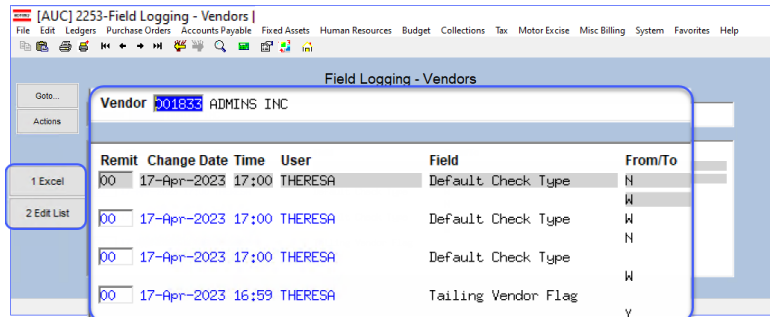 [AUC] 2253-Field Logging - Vendors |
File Edit Ledgers Purchase Orders Accounts Payable Fixed Assets Human Resources Budget Collections Tax Motor Excise Misc Billing System Favorites Help
Field Logging - Vendors
Goto...
Actions
1 Excel
2 Edit List
Vendor 001833 ADMINS INC
Remit Change Date Time User Field From/To
00 17-Apr-2023 17:00 THERESA Default Check Type N
W
00 17-Apr-2023 17:00 THERESA Default Check Type W
N
00 17-Apr-2023 17:00 THERESA Default Check Type
W
00 17-Apr-2023 16:59 THERESA Tailing Vendor Flag
Y